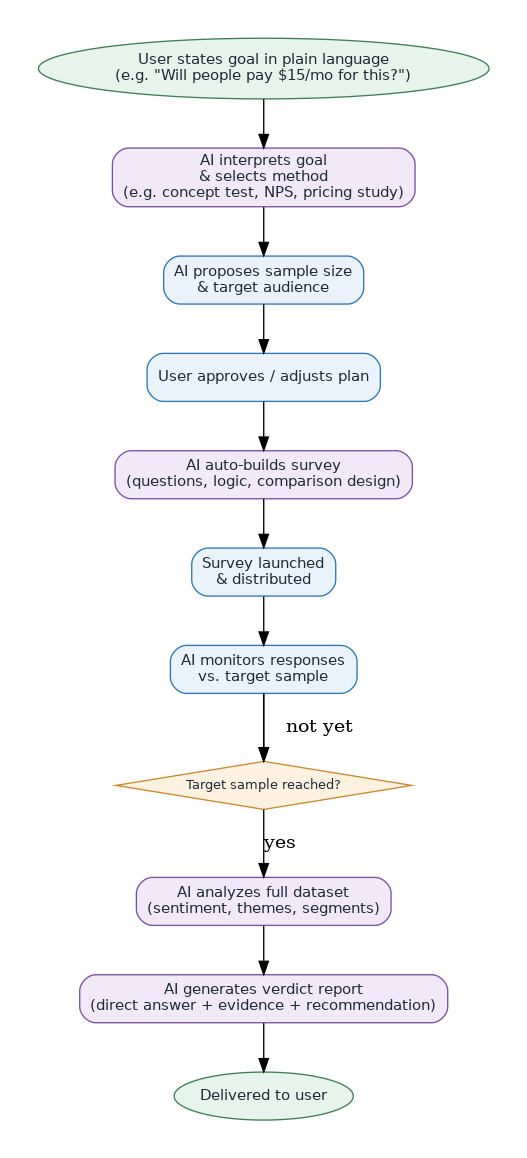 User states goal in plain language
(e.g. "Will people pay $15/mo for this?")
AI interprets goal
& selects method
(e.g. concept test, NPS, pricing study)
AI proposes sample size
& target audience
User approves / adjusts plan
AI auto-builds survey
(questions, logic, comparison design)
Survey launched
& distributed
AI monitors responses
vs. target sample
not yet
Target sample reached?
yes
AI analyzes full dataset
(sentiment, themes, segments)
AI generates verdict report
(direct answer + evidence + recommendation)
Delivered to user